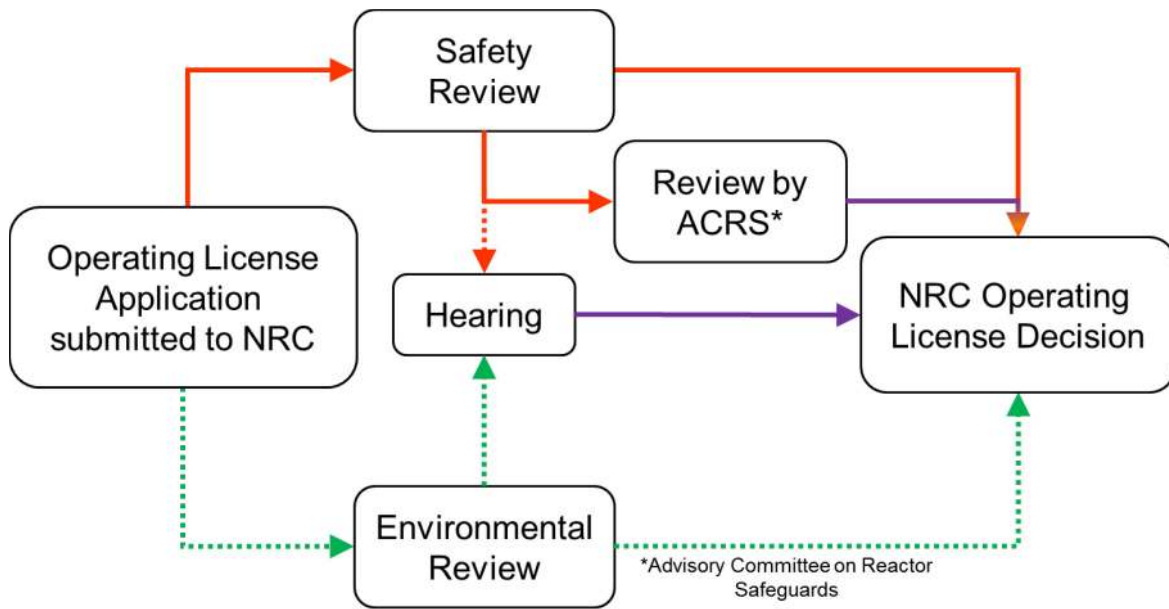 Safety
Review
Review by
ACRS*
Operating License
Application
submitted to NRC
Hearing
NRC Operating
License Decision
Environmental
Review
*Advisory Committee on Reactor
Safeguards